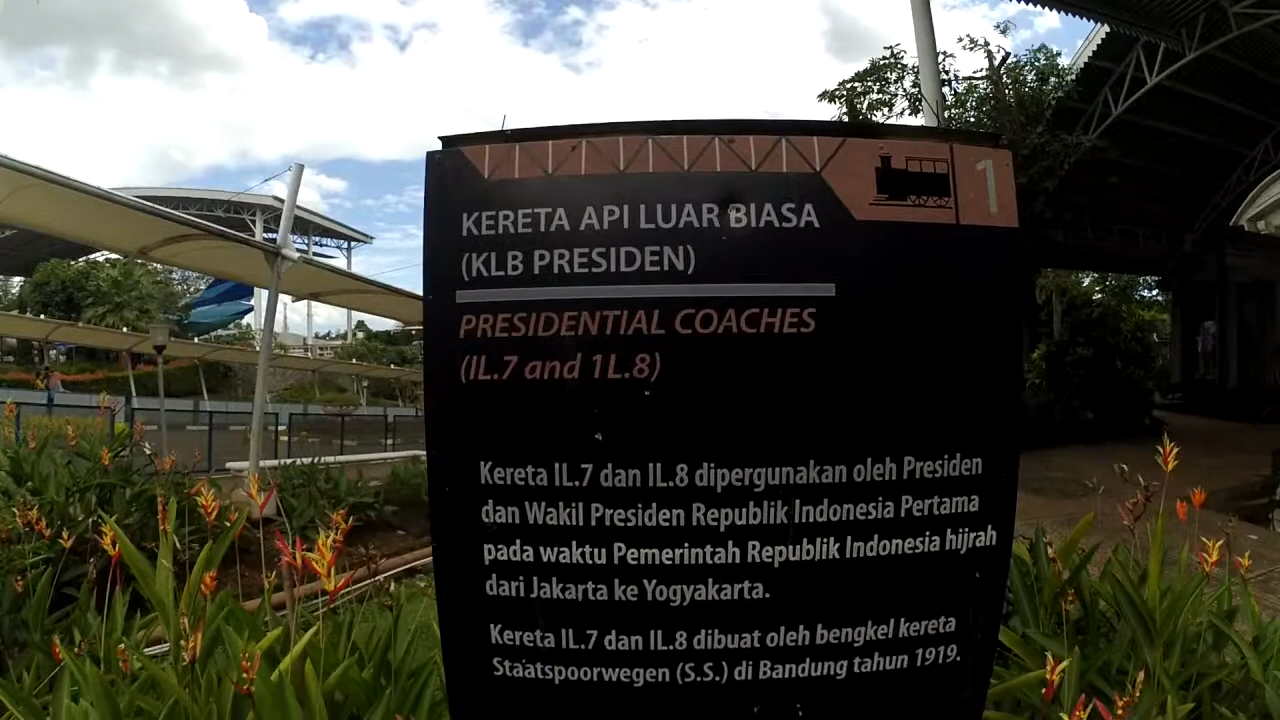 1
KERETA API LUAR BIASA
(KLB PRESIDEN)
PRESIDENTIAL COACHES
(IL.7 and 1L.8)
Kereta IL.7 dan IL.8 dipergunakan oleh Presiden
dan Wakil Presiden Republik Indonesia Pertama
pada waktu Pemerintah Republik Indonesia hijrah
dari Jakarta ke Yogyakarta.
Kereta IL.7 dan IL.8 dibuat oleh bengkel kereta
Staatspoorwegen (S.S.) di Bandung tahun 1919.